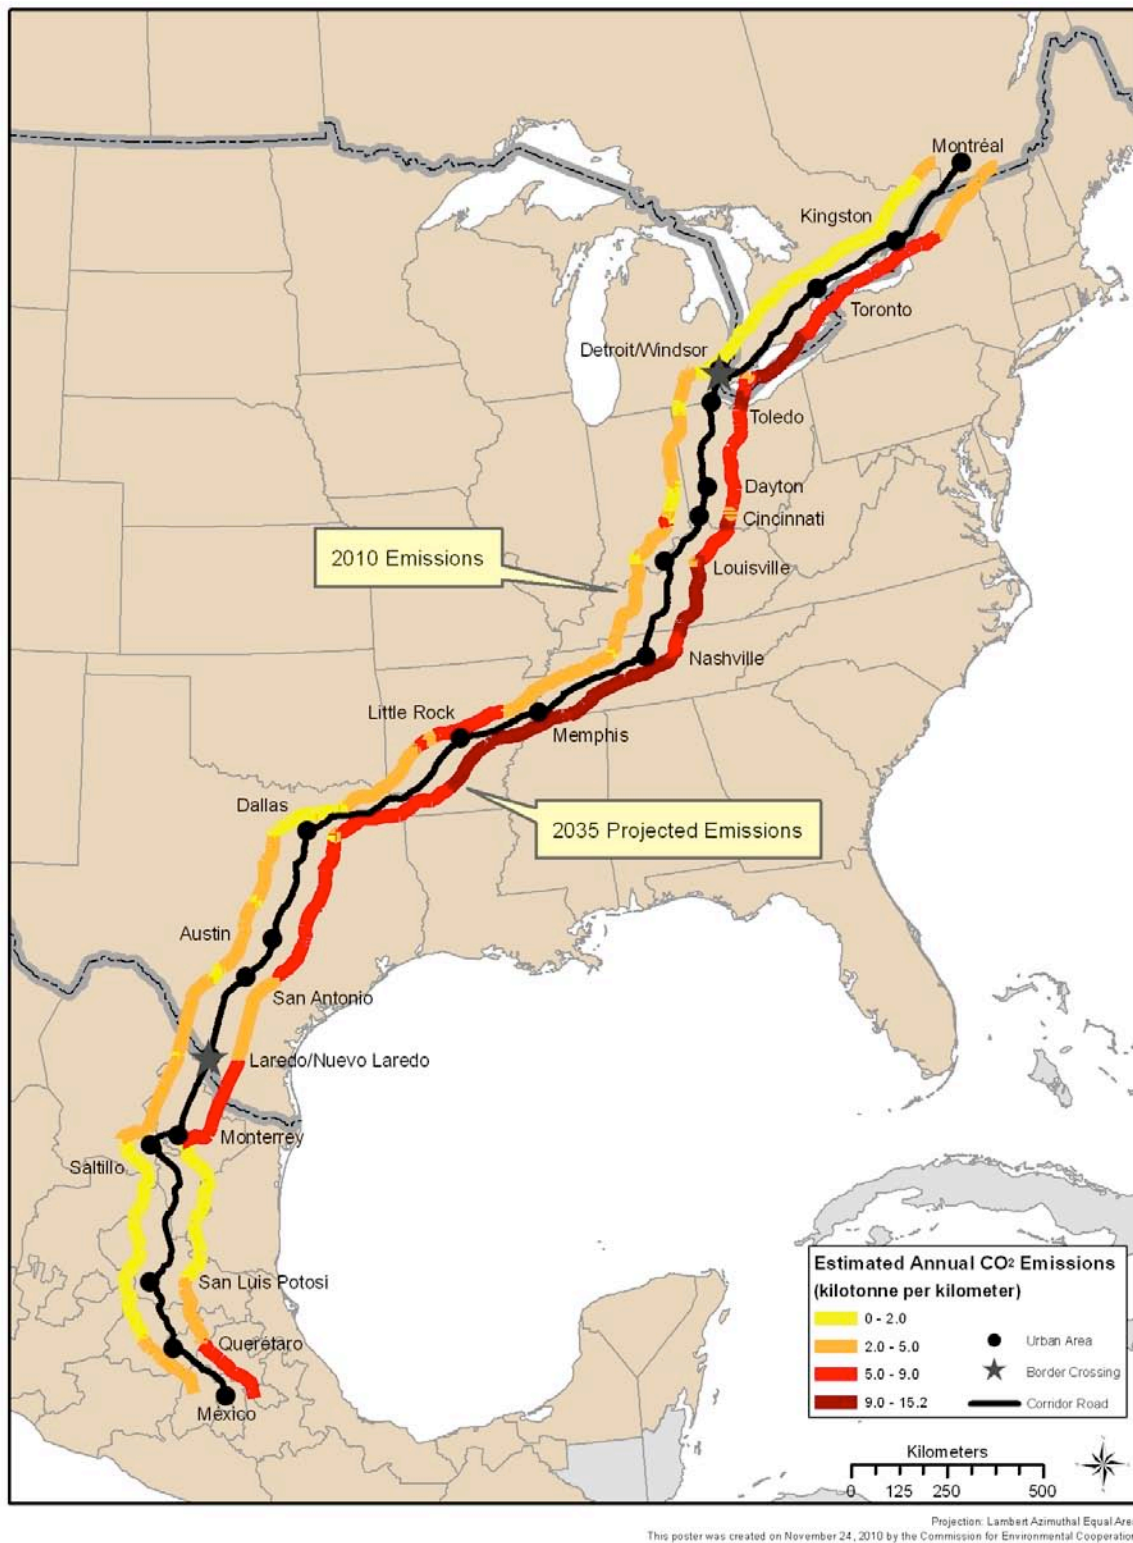 Montréal
Kingston
Toronto
Detroit/Windsor
Toledo
Dayton
Cincinnati
2010 Emissions
Louisville
Nashville
Little Rock
Memphis
Dallas
2035 Projected Emissions
Austin
San Antonio
Laredo/Nuevo Laredo
Monterrey
Saltillo
San Luis Potosi
Querétaro
México
Estimated Annual CO² Emissions
(kilotonne per kilometer)
0 - 2.0
2.0 - 5.0
5.0 - 9.0
9.0 - 15.2
Urban Area
Border Crossing
Corridor Road
Kilometers
0 125 250 500
Projection: Lambert Azimuthal Equal Area
This poster was created on November 24, 2010 by the Commission for Environmental Cooperation